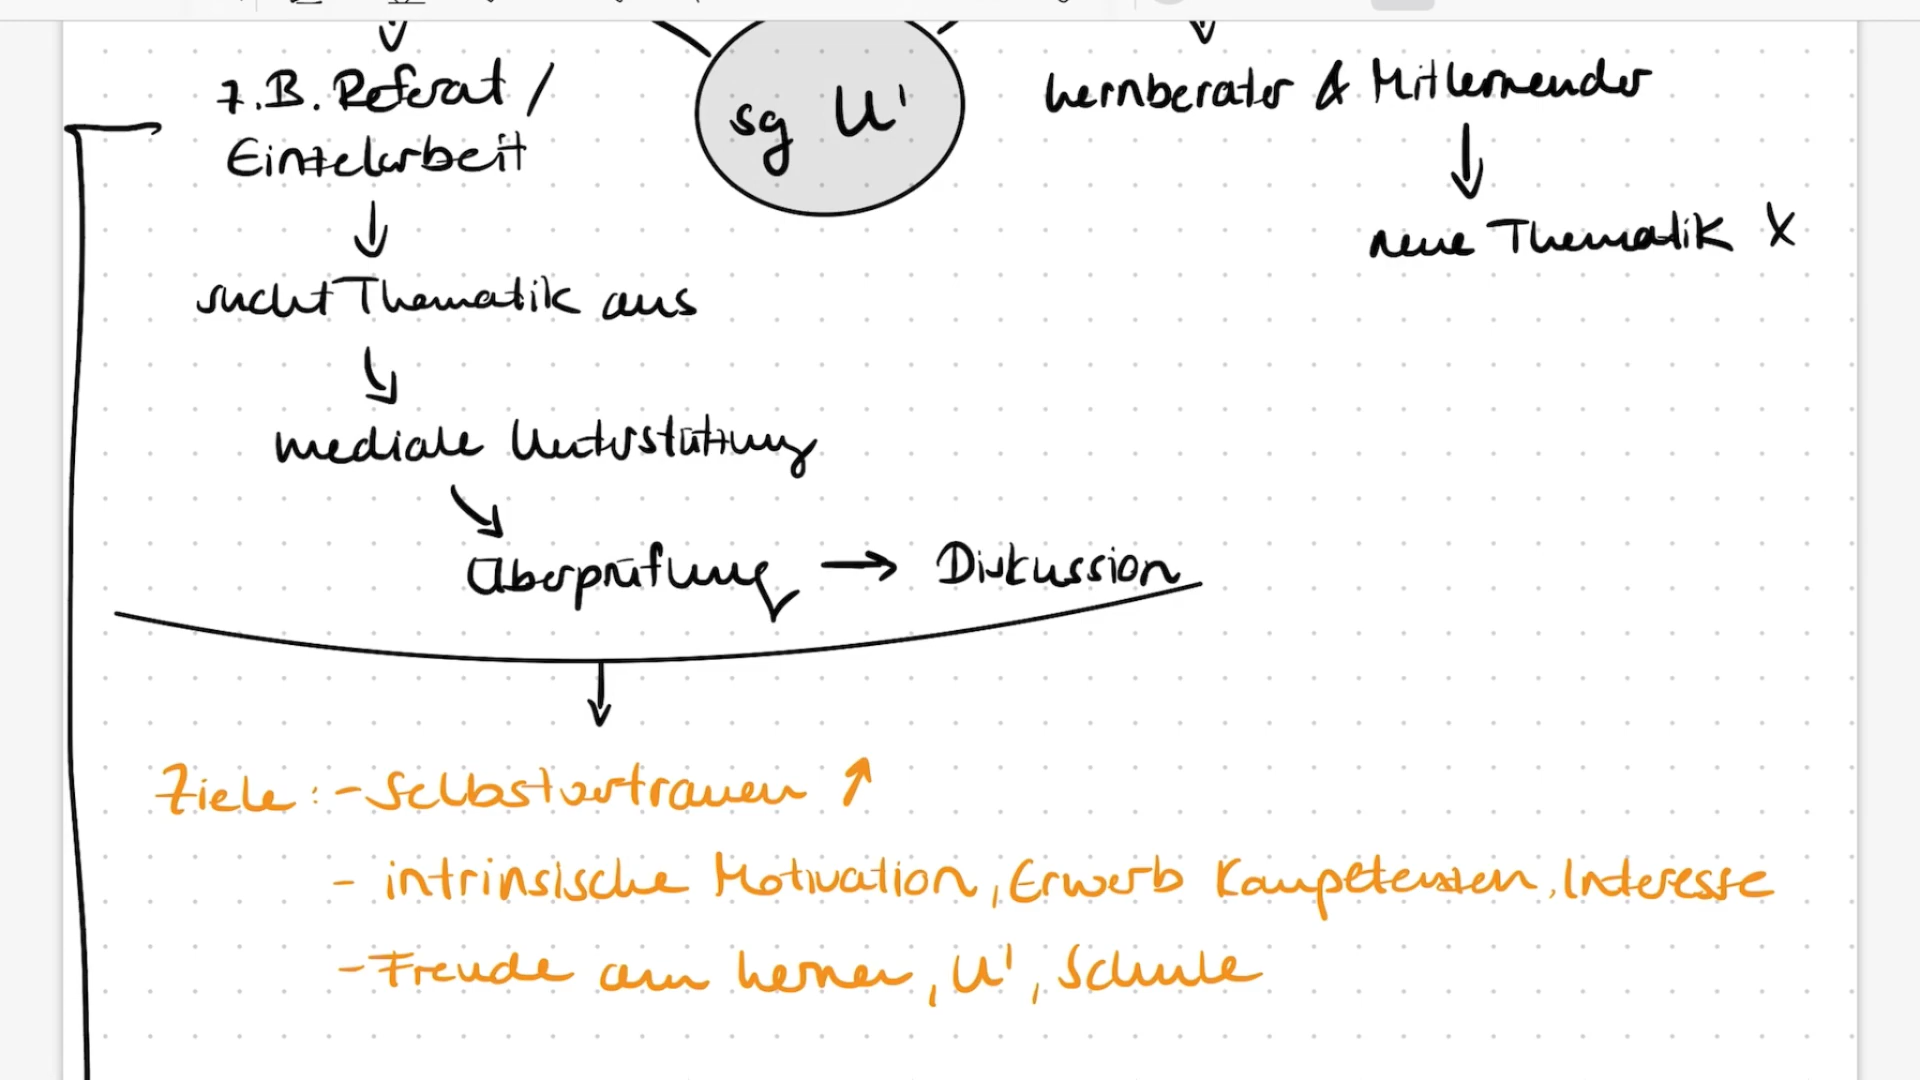 z.B. Referat /
Einzelarbeit
sg U'
Lernberater & Mitlernender
neue Thematik X
sucht Thematik aus
mediale Unterstützung
Überprüfung → Diskussion
Ziele: - Selbstvertrauen ↑
- intrinsische Motivation, Erwerb Kompetenzen, Interesse
- Freude am Lernen, U', Schule